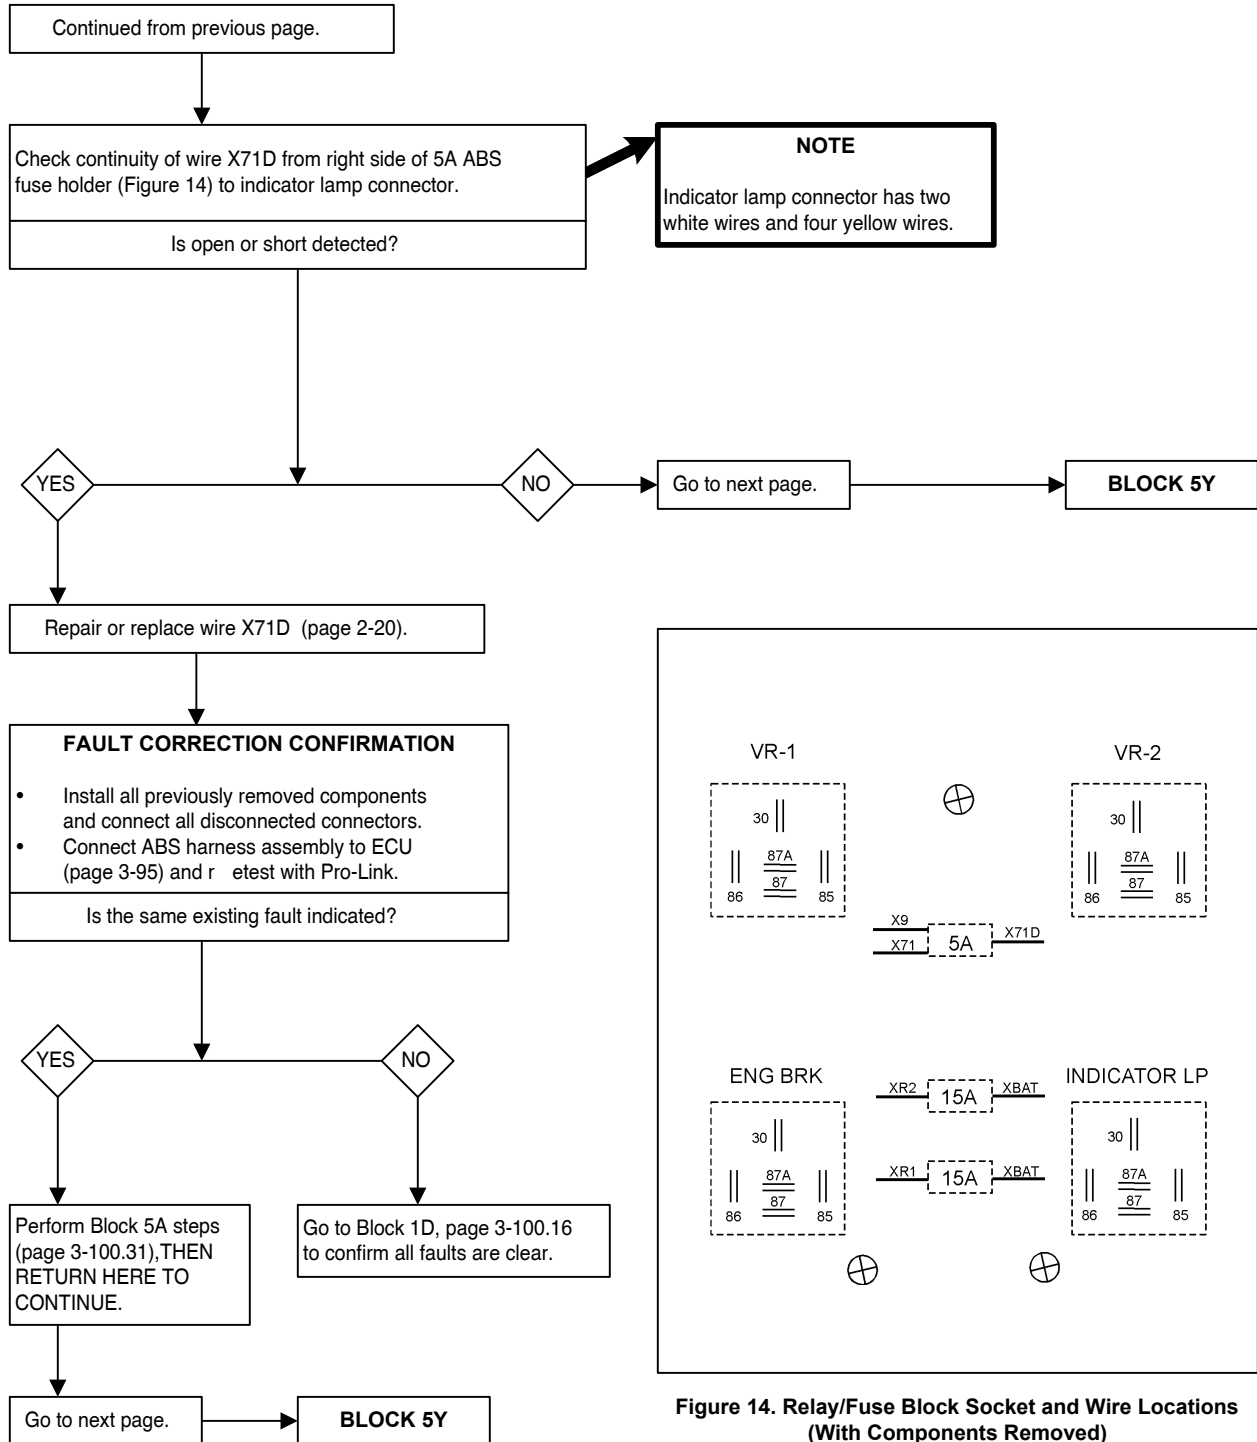 Continued from previous page.
Check continuity of wire X71D from right side of 5A ABS
fuse holder (Figure 14) to indicator lamp connector.
Is open or short detected?
NOTE
Indicator lamp connector has two
white wires and four yellow wires.
YES
NO
Go to next page.
BLOCK 5Y
Repair or replace wire X71D (page 2-20).
FAULT CORRECTION CONFIRMATION
• Install all previously removed components
and connect all disconnected connectors.
• Connect ABS harness assembly to ECU
(page 3-95) and r etest with Pro-Link.
Is the same existing fault indicated?
YES
NO
Perform Block 5A steps
(page 3-100.31),THEN
RETURN HERE TO
CONTINUE.
Go to Block 1D, page 3-100.16
to confirm all faults are clear.
Go to next page.
BLOCK 5Y
VR-1
30
87A
87
86
85
VR-2
30
87A
87
86
85
X9
X71
5A
X71D
ENG BRK
30
87A
87
86
85
XR2
15A
XBAT
XR1
15A
XBAT
INDICATOR LP
30
87A
87
86
85
Figure 14. Relay/Fuse Block Socket and Wire Locations
(With Components Removed)